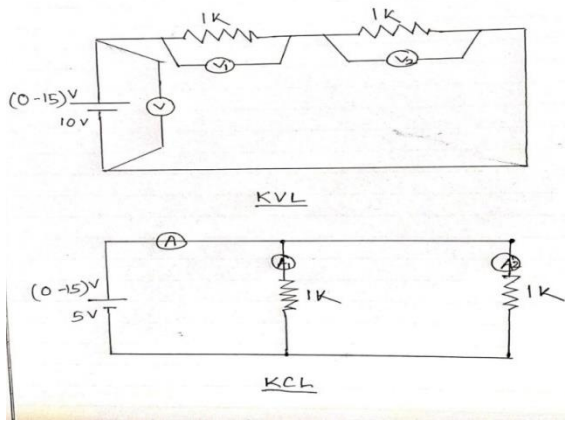 1K 1K
V1 V2
(0-15)V V
10V
KVL
A
A1 A2
(0-15)V 1K 1K
5V
KCL